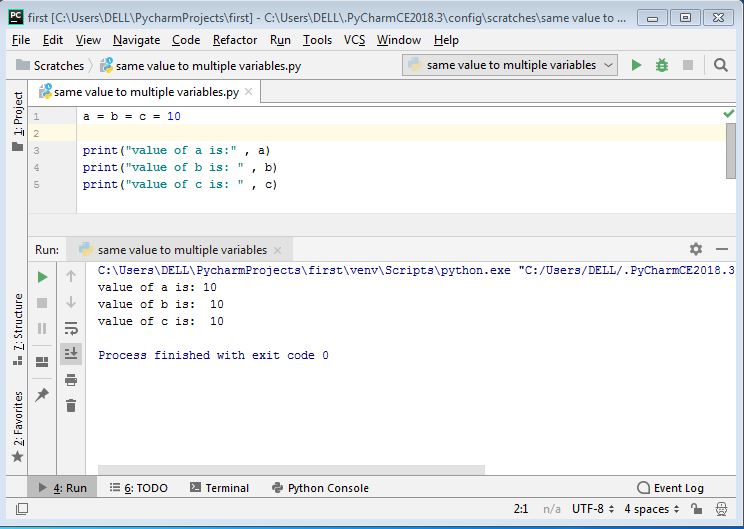 PC first [C:\Users\DELL\PycharmProjects\first] - C:\Users\DELL\.PyCharmCE2018.3\config\scratches\same value to ...
File Edit View Navigate Code Refactor Run Tools VCS Window Help
Scratches same value to multiple variables.py same value to multiple variables
same value to multiple variables.py
1: Project
1 a = b = c = 10
2
3 print("value of a is:" , a)
4 print("value of b is: " , b)
5 print("value of c is: " , c)
Run: same value to multiple variables
C:\Users\DELL\PycharmProjects\first\venv\Scripts\python.exe "C:/Users/DELL/.PyCharmCE2018.3
value of a is: 10
value of b is:  10
value of c is:  10
Process finished with exit code 0
7: Structure
2: Favorites
4: Run 6: TODO Terminal Python Console Event Log
2:1 n/a UTF-8 4 spaces